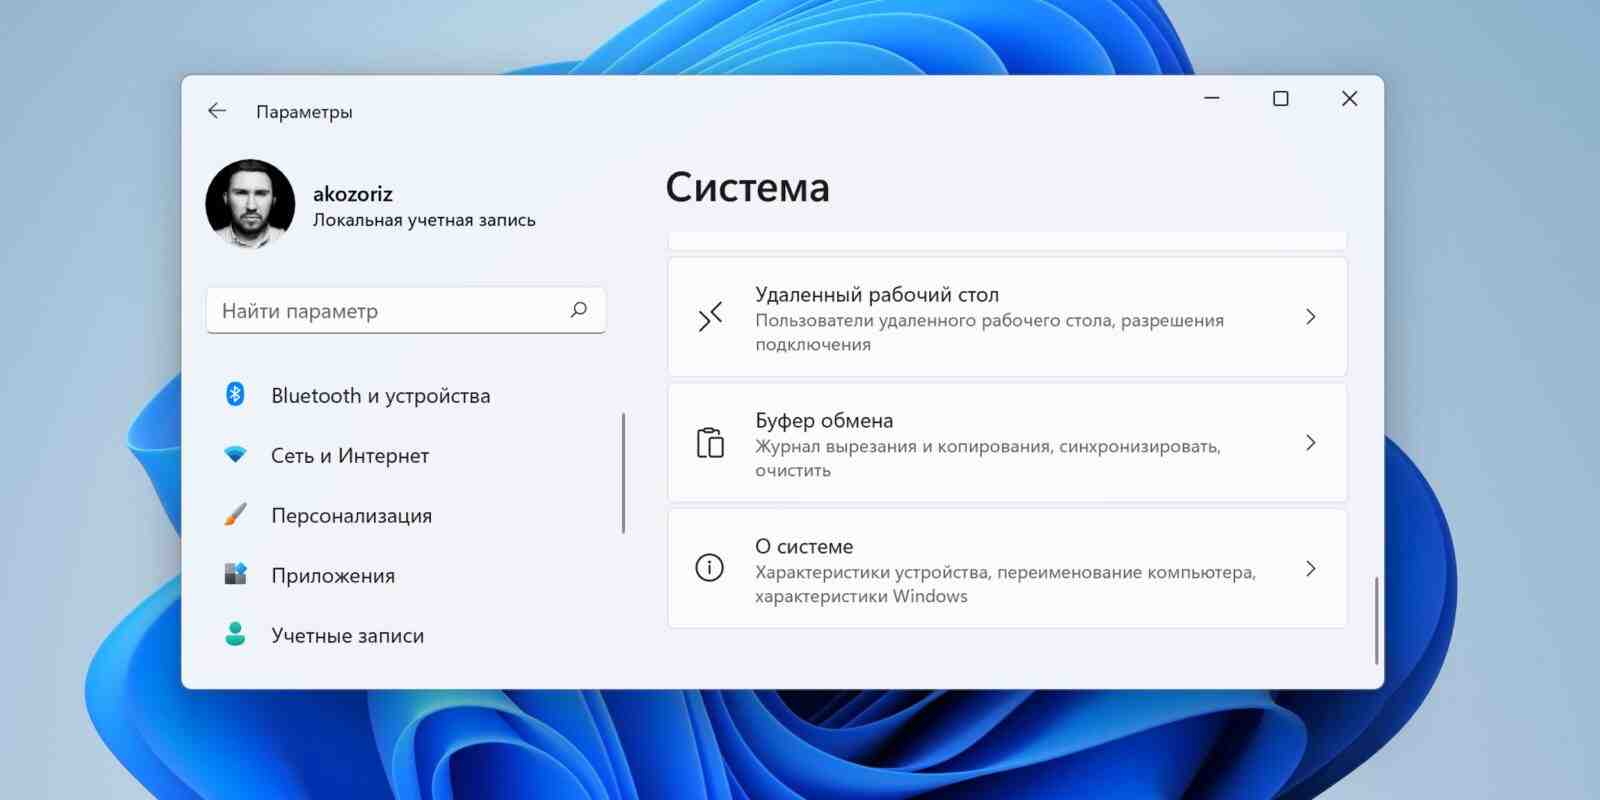 Параметры
akozoriz
Локальная учетная запись
Найти параметр
Bluetooth и устройства
Сеть и Интернет
Персонализация
Приложения
Учетные записи
Система
Удаленный рабочий стол
Пользователи удаленного рабочего стола, разрешения
подключения
Буфер обмена
Журнал вырезания и копирования, синхронизировать,
очистить
О системе
Характеристики устройства, переименование компьютера,
характеристики Windows